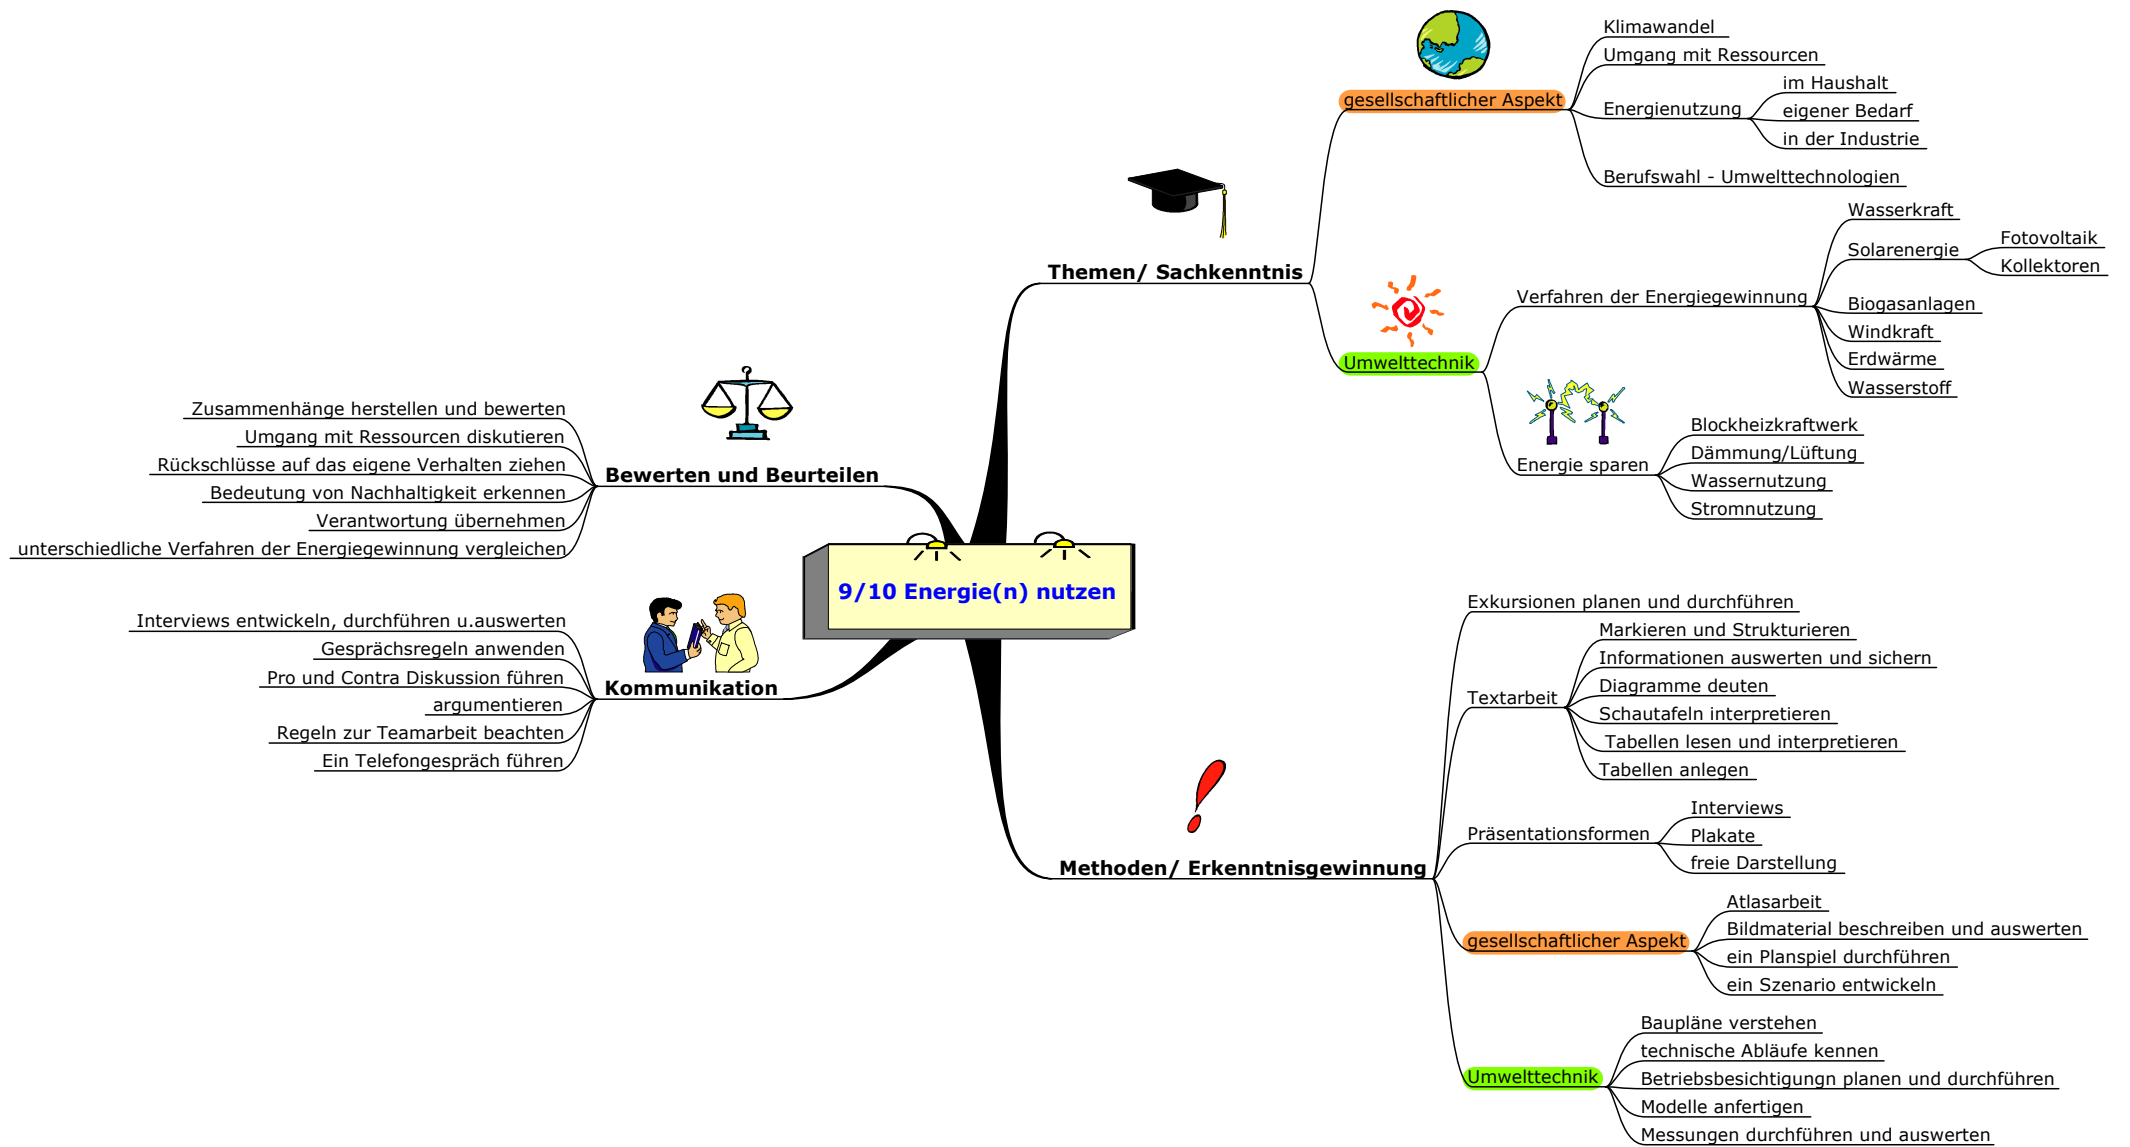 9/10 Energie(n) nutzen
Themen/ Sachkenntnis
gesellschaftlicher Aspekt
Klimawandel
Umgang mit Ressourcen
Energienutzung
im Haushalt
eigener Bedarf
in der Industrie
Berufswahl - Umwelttechnologien
Umwelttechnik
Verfahren der Energiegewinnung
Wasserkraft
Solarenergie
Fotovoltaik
Kollektoren
Biogasanlagen
Windkraft
Erdwärme
Wasserstoff
Energie sparen
Blockheizkraftwerk
Dämmung/Lüftung
Wassernutzung
Stromnutzung
Bewerten und Beurteilen
Zusammenhänge herstellen und bewerten
Umgang mit Ressourcen diskutieren
Rückschlüsse auf das eigene Verhalten ziehen
Bedeutung von Nachhaltigkeit erkennen
Verantwortung übernehmen
unterschiedliche Verfahren der Energiegewinnung vergleichen
Kommunikation
Interviews entwickeln, durchführen u.auswerten
Gesprächsregeln anwenden
Pro und Contra Diskussion führen
argumentieren
Regeln zur Teamarbeit beachten
Ein Telefongespräch führen
Methoden/ Erkenntnisgewinnung
Exkursionen planen und durchführen
Textarbeit
Markieren und Strukturieren
Informationen auswerten und sichern
Diagramme deuten
Schautafeln interpretieren
Tabellen lesen und interpretieren
Tabellen anlegen
Präsentationsformen
Interviews
Plakate
freie Darstellung
gesellschaftlicher Aspekt
Atlasarbeit
Bildmaterial beschreiben und auswerten
ein Planspiel durchführen
ein Szenario entwickeln
Umwelttechnik
Baupläne verstehen
technische Abläufe kennen
Betriebsbesichtigungn planen und durchführen
Modelle anfertigen
Messungen durchführen und auswerten